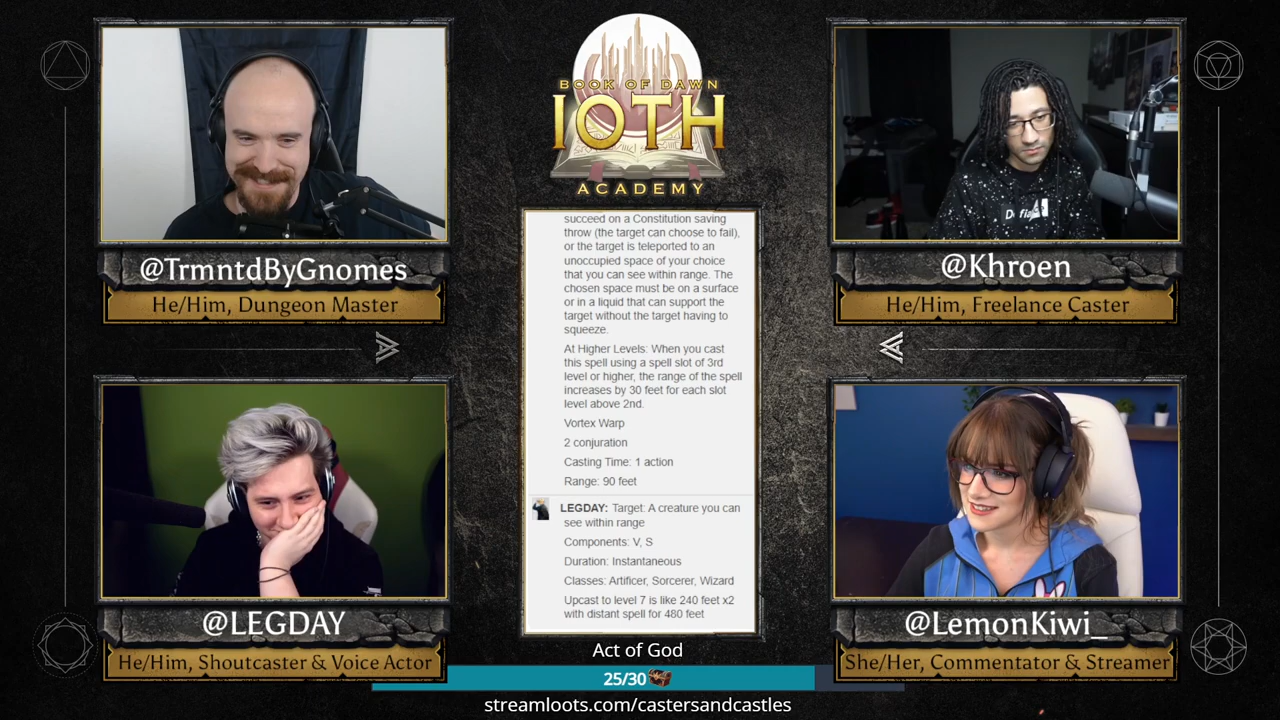 BOOK OF DAWN
IOTH
ACADEMY
@TrmntdByGnomes
He/Him, Dungeon Master
@Khroen
He/Him, Freelance Caster
succeed on a Constitution saving
throw (the target can choose to fail),
or the target is teleported to an
unoccupied space of your choice
that you can see within range. The
chosen space must be on a surface
or in a liquid that can support the
target without the target having to
squeeze.
At Higher Levels: When you cast
this spell using a spell slot of 3rd
level or higher, the range of the spell
increases by 30 feet for each slot
level above 2nd.
Vortex Warp
2 conjuration
Casting Time: 1 action
Range: 90 feet
LEGDAY: Target: A creature you can
see within range
Components: V, S
Duration: Instantaneous
Classes: Artificer, Sorcerer, Wizard
Upcast to level 7 is like 240 feet x2
with distant spell for 480 feet
@LEGDAY
He/Him, Shoutcaster & Voice Actor
@LemonKiwi_
She/Her, Commentator & Streamer
Act of God
25/30
streamloots.com/castersandcastles